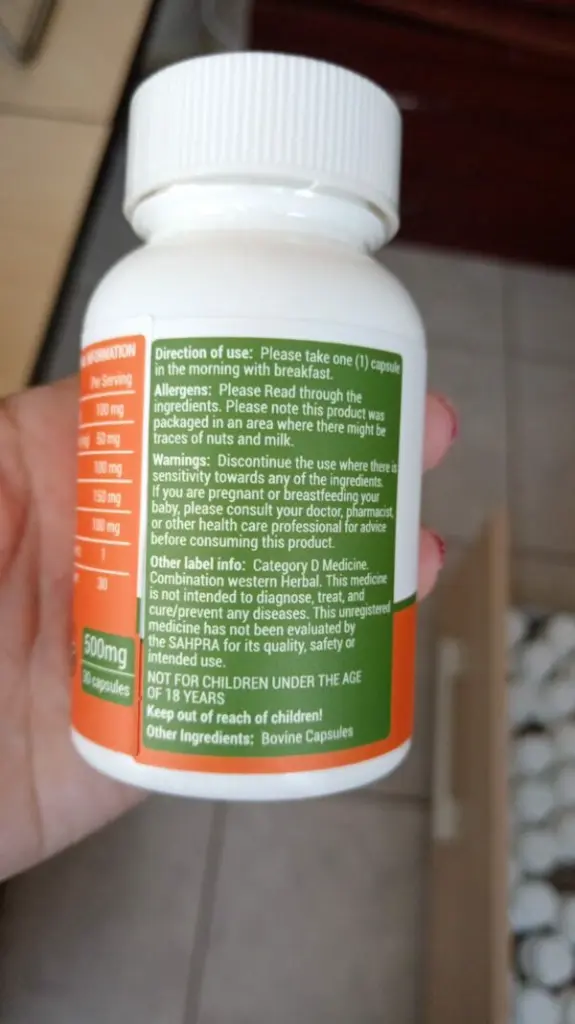 INFORMATION
Per Serving
100 mg
50 mg
100 mg
150 mg
100 mg
1
30
500mg
30 capsules
Direction of use: Please take one (1) capsule
in the morning with breakfast.
Allergens: Please Read through the
ingredients. Please note this product was
packaged in an area where there might be
traces of nuts and milk.
Warnings: Discontinue the use where there is
sensitivity towards any of the ingredients.
If you are pregnant or breastfeeding your
baby, please consult your doctor, pharmacist,
or other health care professional for advice
before consuming this product.
Other label info: Category D Medicine.
Combination western Herbal. This medicine
is not intended to diagnose, treat, and
cure/prevent any diseases. This unregistered
medicine has not been evaluated by
the SAHPRA for its quality, safety or
intended use.
NOT FOR CHILDREN UNDER THE AGE
OF 18 YEARS
Keep out of reach of children!
Other Ingredients: Bovine Capsules